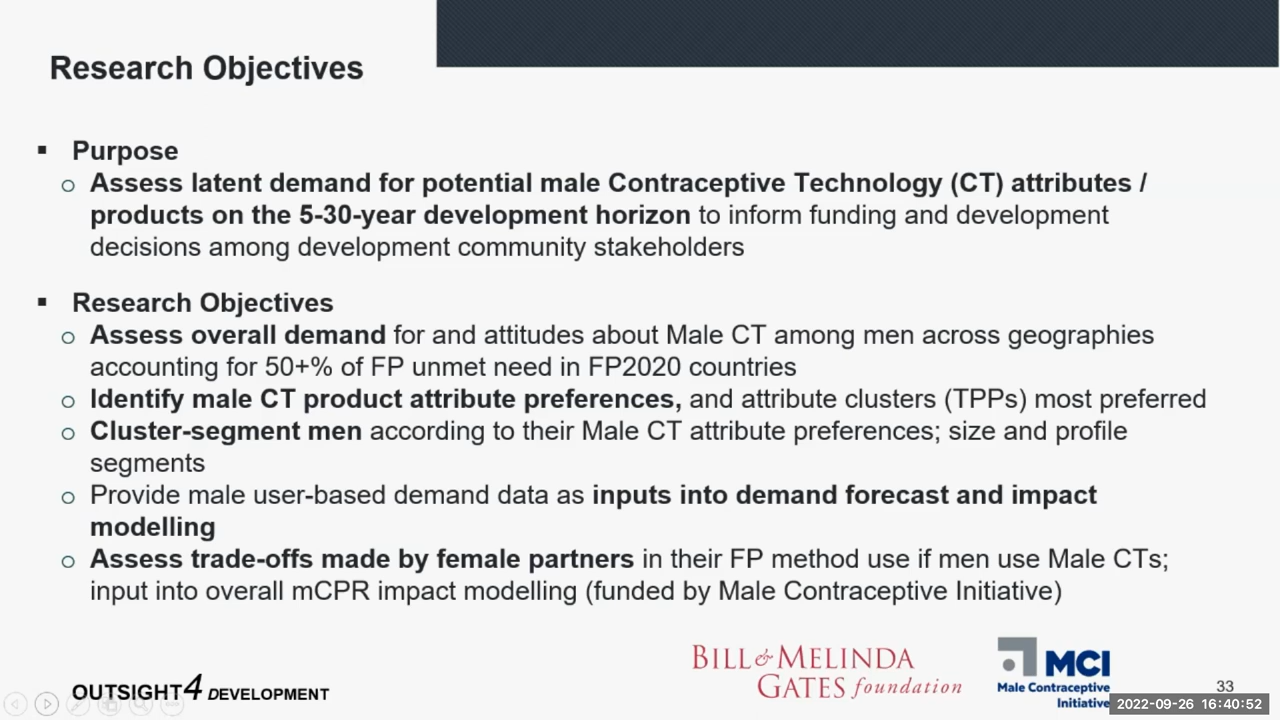 Research Objectives
▪ Purpose
o Assess latent demand for potential male Contraceptive Technology (CT) attributes /
products on the 5-30-year development horizon to inform funding and development
decisions among development community stakeholders
▪ Research Objectives
o Assess overall demand for and attitudes about Male CT among men across geographies
accounting for 50+% of FP unmet need in FP2020 countries
o Identify male CT product attribute preferences, and attribute clusters (TPPs) most preferred
o Cluster-segment men according to their Male CT attribute preferences; size and profile
segments
o Provide male user-based demand data as inputs into demand forecast and impact
modelling
o Assess trade-offs made by female partners in their FP method use if men use Male CTs;
input into overall mCPR impact modelling (funded by Male Contraceptive Initiative)
OUTSIGHT4 DEVELOPMENT
BILL & MELINDA
GATES foundation
MCI
Male Contraceptive
Initiative
33
2022-09-26 16:40:52